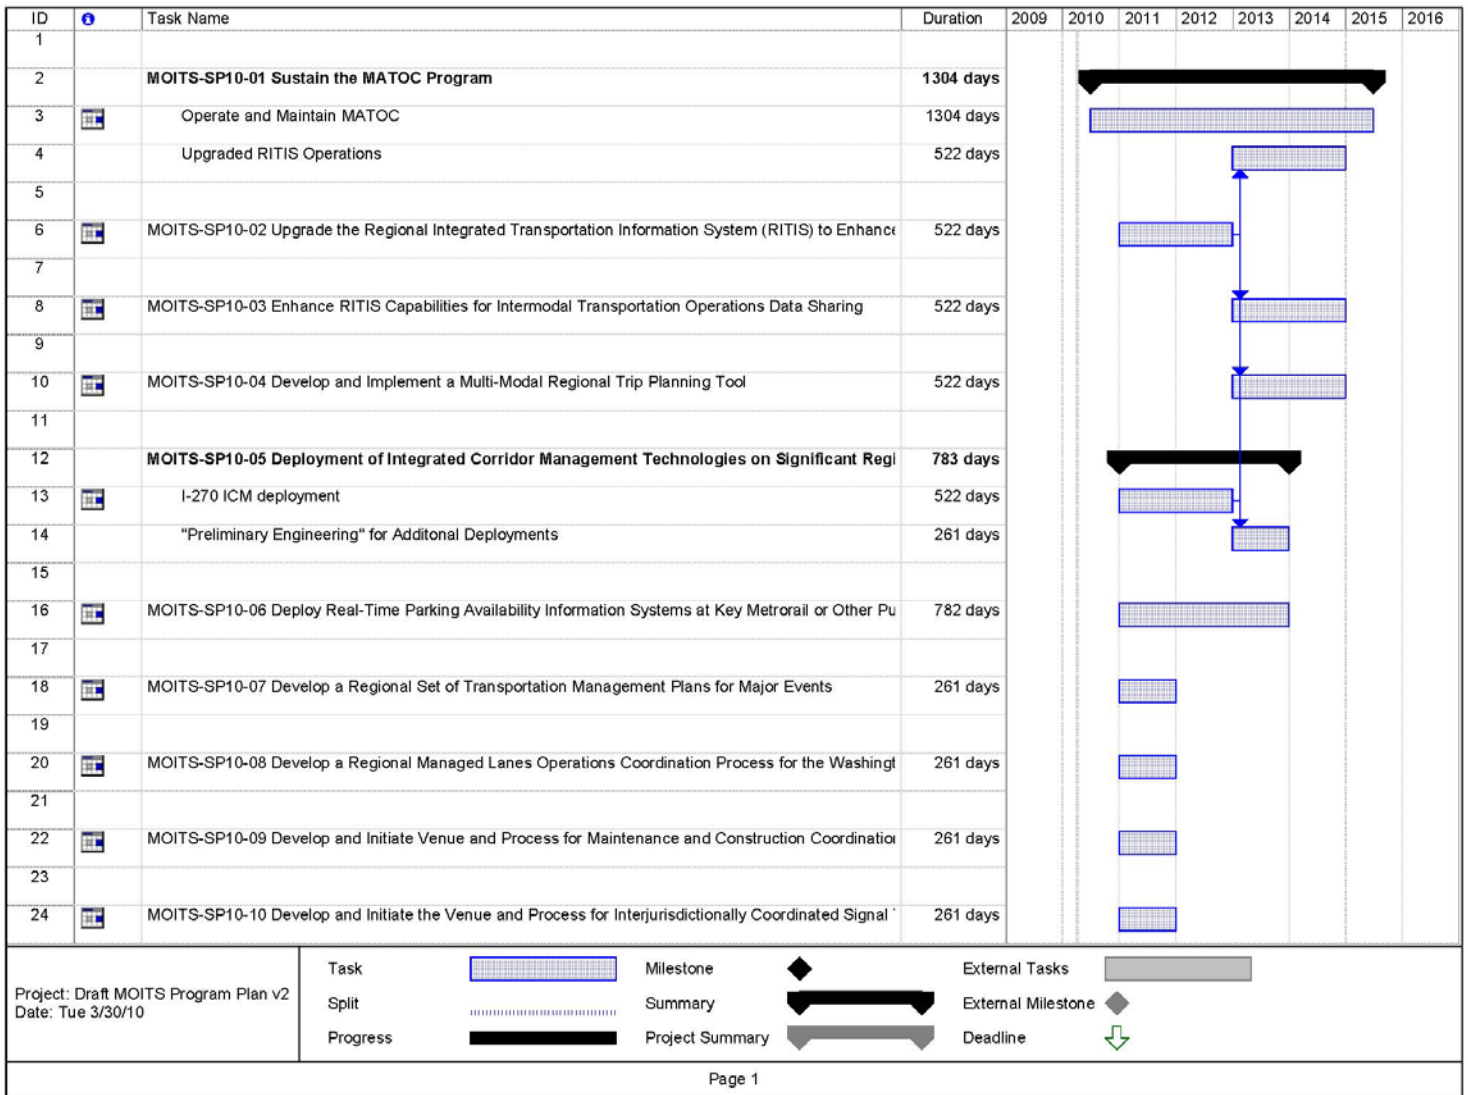 ID Task Name Duration 2009 2010 2011 2012 2013 2014 2015 2016
1
2 MOITS-SP10-01 Sustain the MATOC Program 1304 days
3 Operate and Maintain MATOC 1304 days
4 Upgraded RITIS Operations 522 days
5
6 MOITS-SP10-02 Upgrade the Regional Integrated Transportation Information System (RITIS) to Enhance 522 days
7
8 MOITS-SP10-03 Enhance RITIS Capabilities for Intermodal Transportation Operations Data Sharing 522 days
9
10 MOITS-SP10-04 Develop and Implement a Multi-Modal Regional Trip Planning Tool 522 days
11
12 MOITS-SP10-05 Deployment of Integrated Corridor Management Technologies on Significant Regi 783 days
13 I-270 ICM deployment 522 days
14 "Preliminary Engineering" for Additonal Deployments 261 days
15
16 MOITS-SP10-06 Deploy Real-Time Parking Availability Information Systems at Key Metrorail or Other Pu 782 days
17
18 MOITS-SP10-07 Develop a Regional Set of Transportation Management Plans for Major Events 261 days
19
20 MOITS-SP10-08 Develop a Regional Managed Lanes Operations Coordination Process for the Washingt 261 days
21
22 MOITS-SP10-09 Develop and Initiate Venue and Process for Maintenance and Construction Coordination 261 days
23
24 MOITS-SP10-10 Develop and Initiate the Venue and Process for Interjurisdictionally Coordinated Signal 261 days
Project: Draft MOITS Program Plan v2
Date: Tue 3/30/10
Task Milestone External Tasks
Split Summary External Milestone
Progress Project Summary Deadline
Page 1